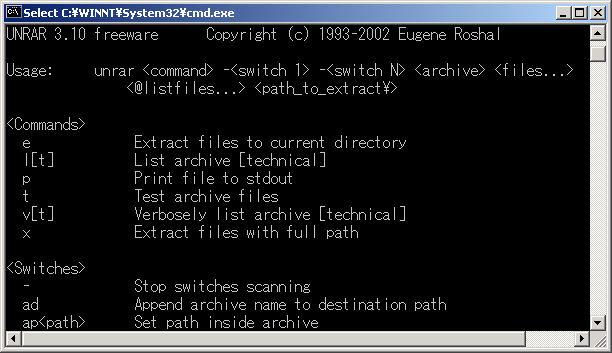 Select C:¥WINNT¥System32¥cmd.exe
UNRAR 3.10 freeware      Copyright (c) 1993-2002 Eugene Roshal
Usage:     unrar <command> -<switch 1> -<switch N> <archive> <files...>
<@listfiles...> <path_to_extract¥>
<Commands>
e             Extract files to current directory
l[t]          List archive [technical]
p             Print file to stdout
t             Test archive files
v[t]          Verbosely list archive [technical]
x             Extract files with full path
<Switches>
-             Stop switches scanning
ad            Append archive name to destination path
ap<path>      Set path inside archive